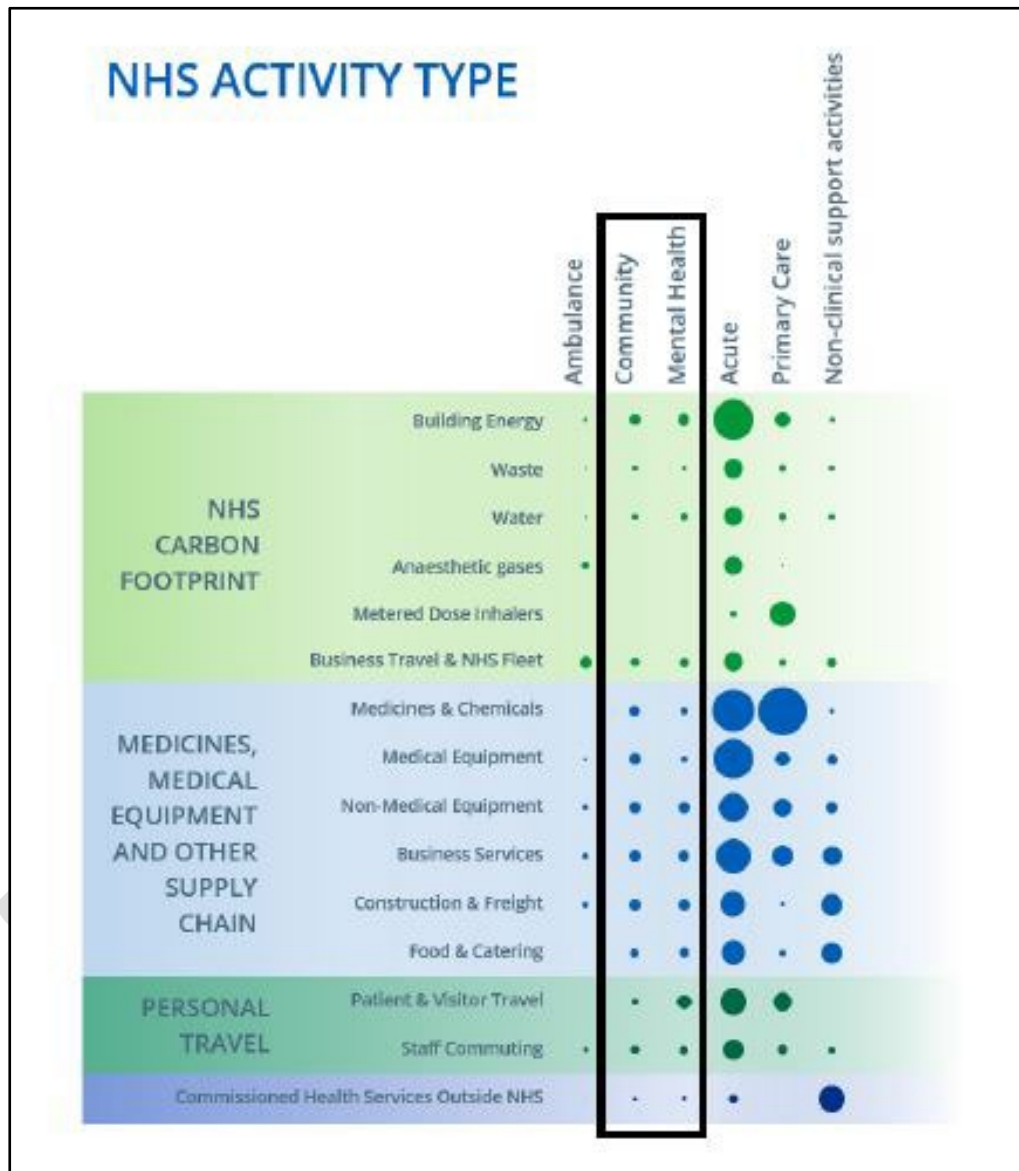 NHS ACTIVITY TYPE
Ambulance
Community
Mental Health
Acute
Primary Care
Non-clinical support activities
NHS
CARBON
FOOTPRINT
Building Energy
Waste
Water
Anaesthetic gases
Metered Dose Inhalers
Business Travel & NHS Fleet
MEDICINES,
MEDICAL
EQUIPMENT
AND OTHER
SUPPLY
CHAIN
Medicines & Chemicals
Medical Equipment
Non-Medical Equipment
Business Services
Construction & Freight
Food & Catering
PERSONAL
TRAVEL
Patient & Visitor Travel
Staff Commuting
Commissioned Health Services Outside NHS